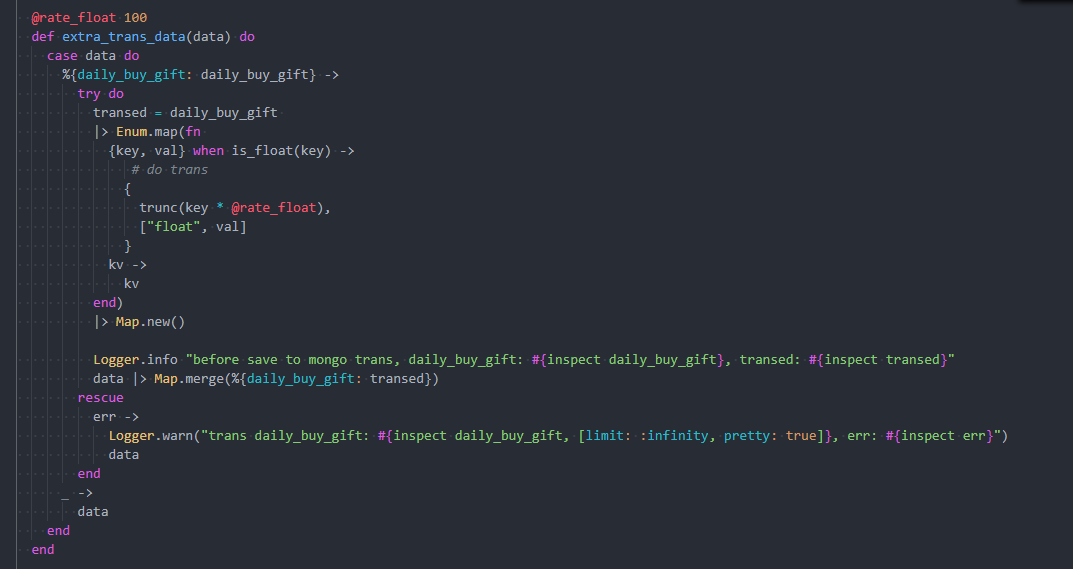 @rate_float 100
def extra_trans_data(data) do
case data do
%{daily_buy_gift: daily_buy_gift} ->
try do
transed = daily_buy_gift
|> Enum.map(fn
{key, val} when is_float(key) ->
# do trans
{
trunc(key * @rate_float),
["float", val]
}
kv ->
kv
end)
|> Map.new()
Logger.info "before save to mongo trans, daily_buy_gift: #{inspect daily_buy_gift}, transed: #{inspect transed}"
data |> Map.merge(%{daily_buy_gift: transed})
rescue
err ->
Logger.warn("trans daily_buy_gift: #{inspect daily_buy_gift, [limit: :infinity, pretty: true]}, err: #{inspect err}")
data
end
_ ->
data
end
end